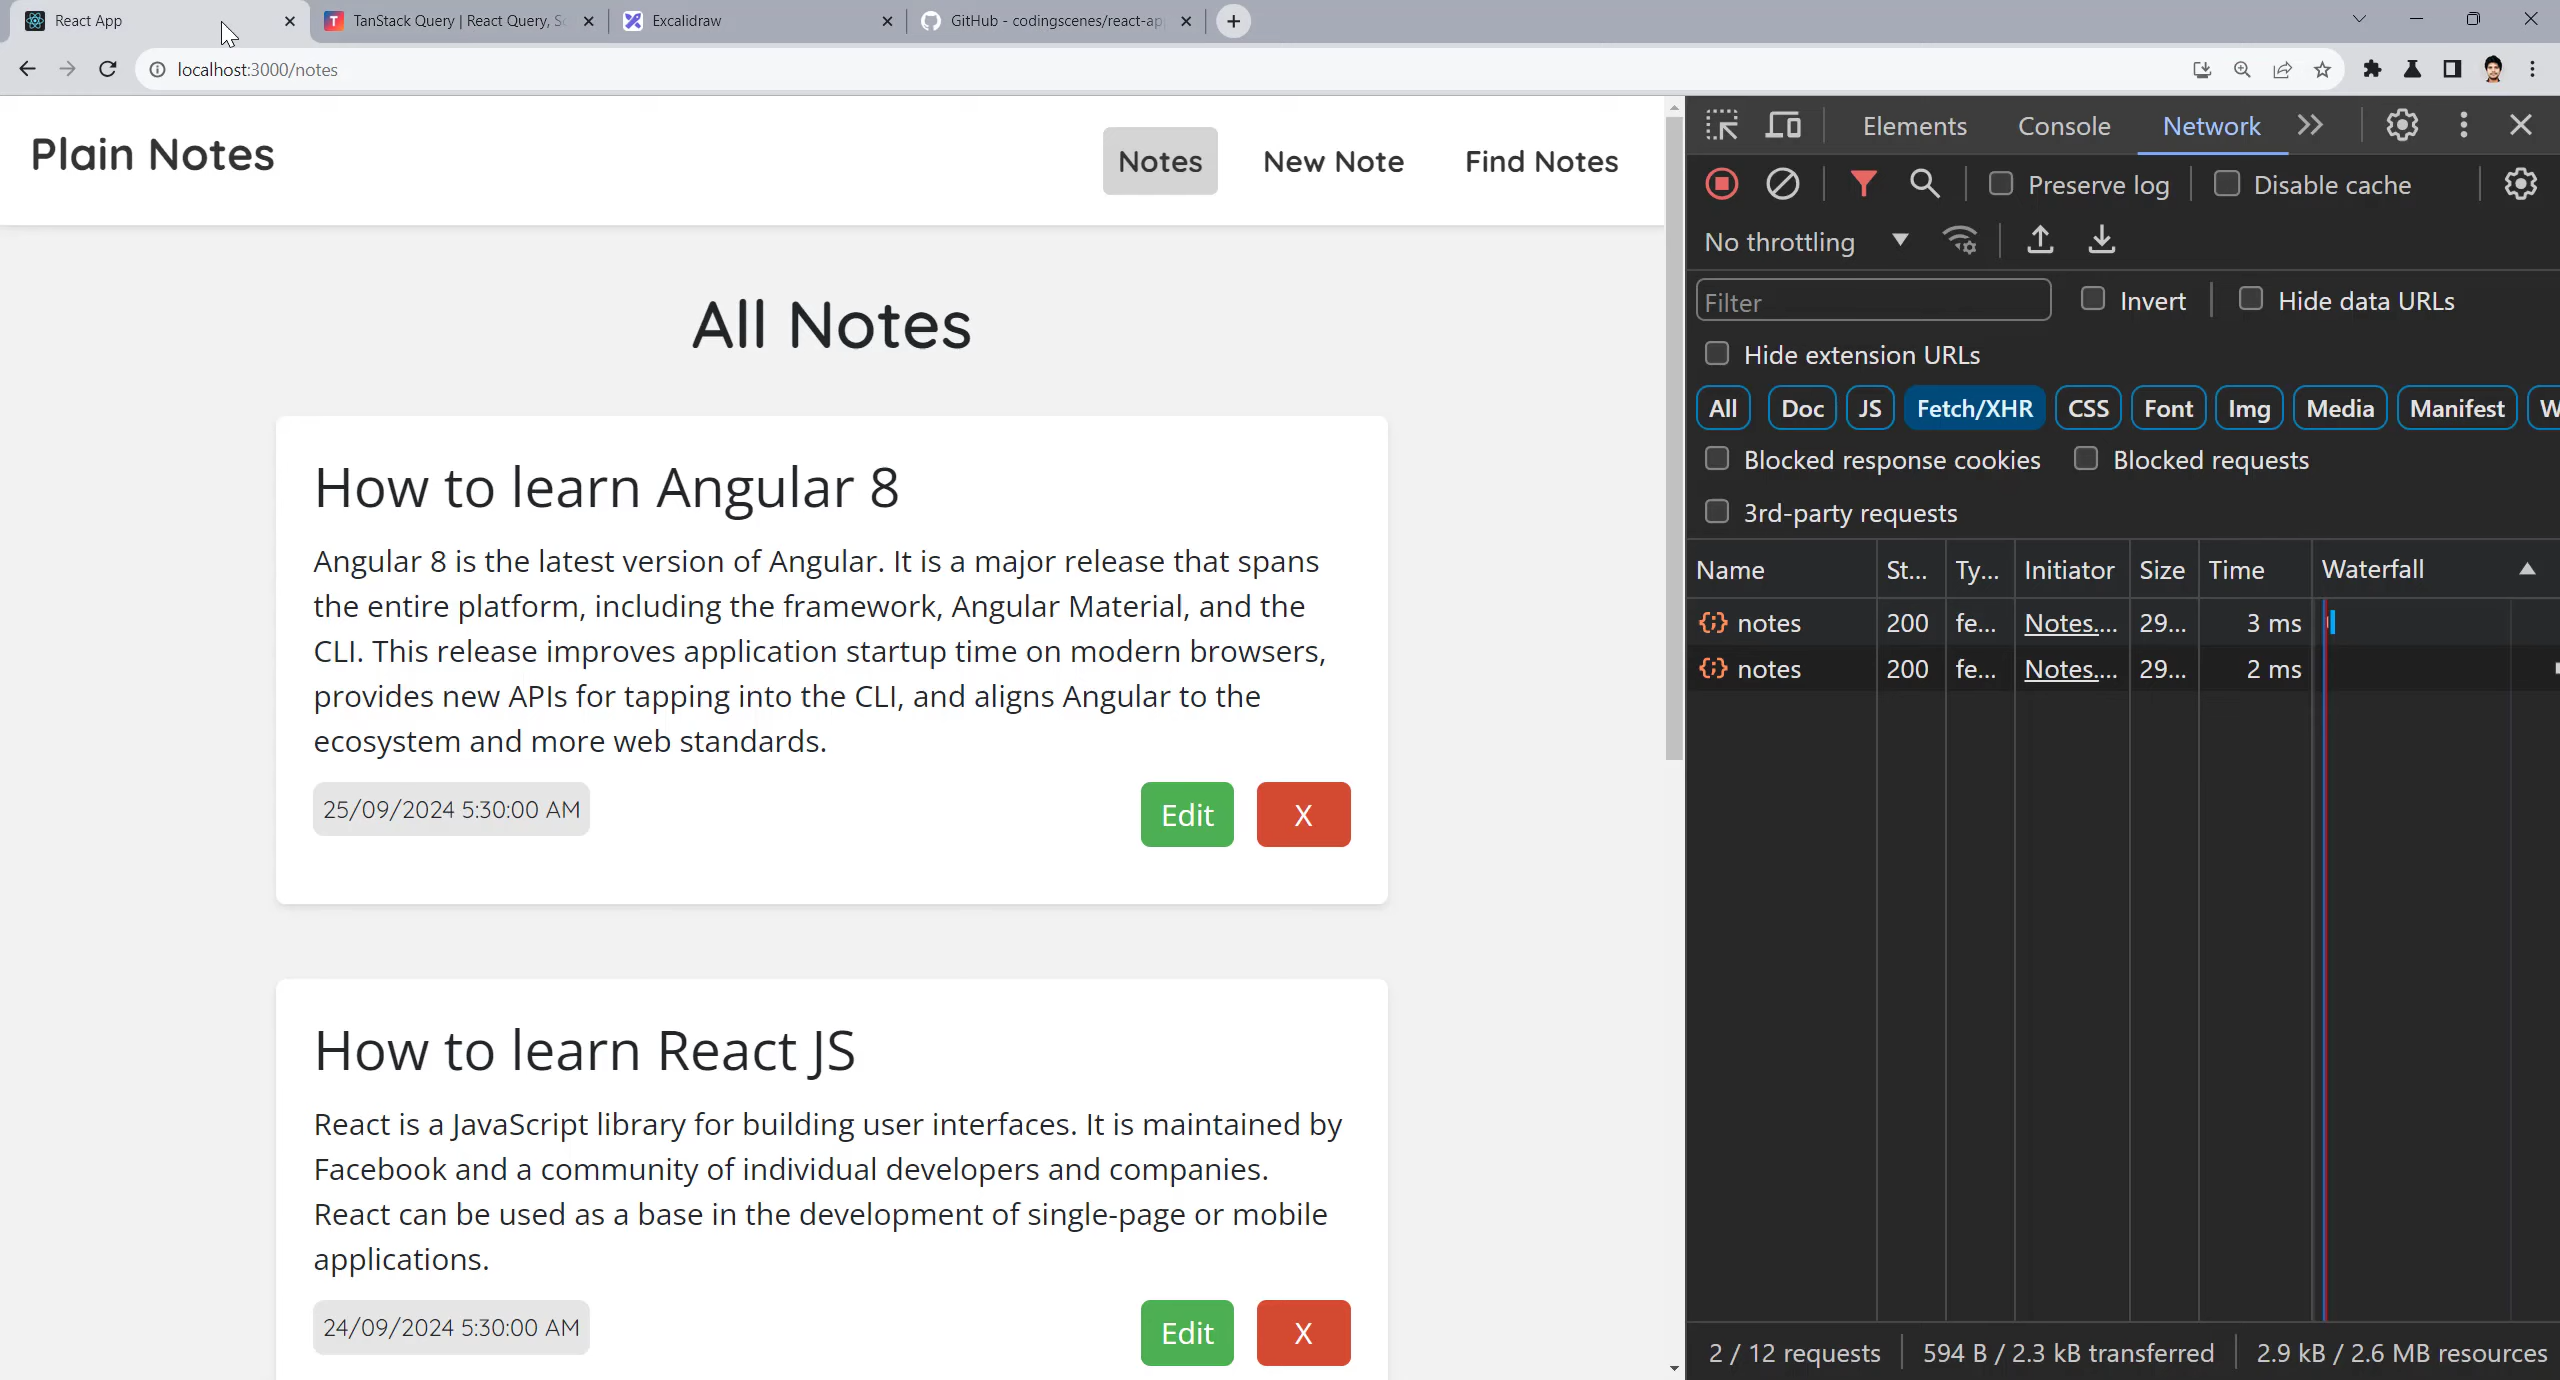 React App
TanStack Query | React Query, So
Excalidraw
GitHub - codingscenes/react-ap
localhost:3000/notes
Plain Notes
Notes
New Note
Find Notes
All Notes
How to learn Angular 8
Angular 8 is the latest version of Angular. It is a major release that spans
the entire platform, including the framework, Angular Material, and the
CLI. This release improves application startup time on modern browsers,
provides new APIs for tapping into the CLI, and aligns Angular to the
ecosystem and more web standards.
25/09/2024 5:30:00 AM
Edit
X
How to learn React JS
React is a JavaScript library for building user interfaces. It is maintained by
Facebook and a community of individual developers and companies.
React can be used as a base in the development of single-page or mobile
applications.
24/09/2024 5:30:00 AM
Edit
X
Elements
Console
Network
Preserve log
Disable cache
No throttling
Filter
Invert
Hide data URLs
Hide extension URLs
All
Doc
JS
Fetch/XHR
CSS
Font
Img
Media
Manifest
W
Blocked response cookies
Blocked requests
3rd-party requests
Name St... Ty... Initiator Size Time Waterfall
notes 200 fe... Notes.... 29... 3 ms
notes 200 fe... Notes.... 29... 2 ms
2 / 12 requests
594 B / 2.3 kB transferred
2.9 kB / 2.6 MB resources